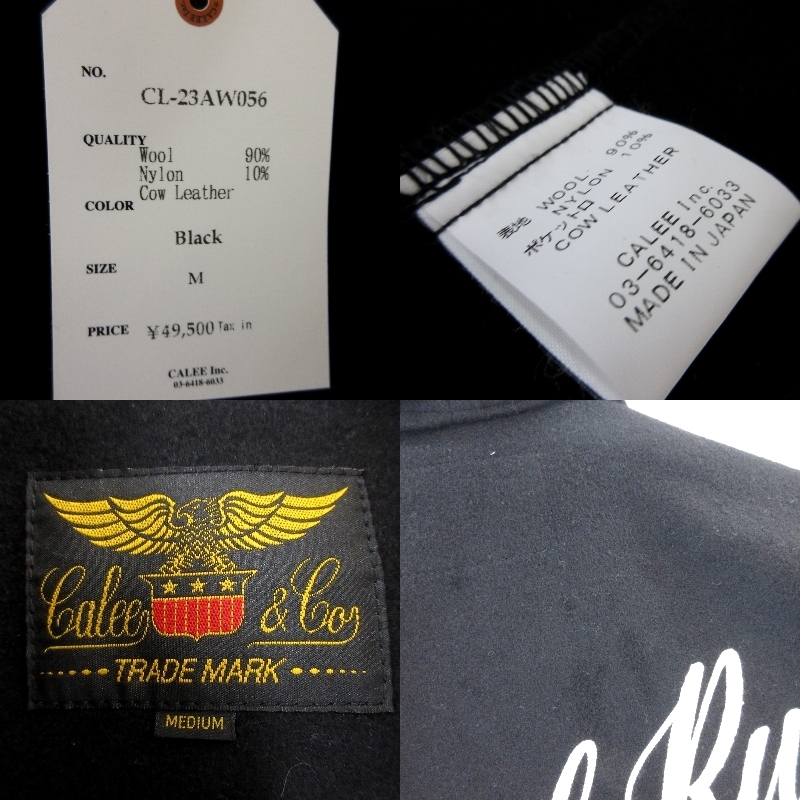 NO.
CL-23AW056
QUALITY
Wool 90%
Nylon 10%
Cow Leather
COLOR
Black
SIZE
M
PRICE ¥49,500 Tax in
CALEE Inc.
03-6418-6033
表地 WOOL 90%
NYLON 10%
ポケット口
COW LEATHER
CALEE Inc.
03-6418-6033
MADE IN JAPAN
Calee & Co
TRADE MARK
MEDIUM